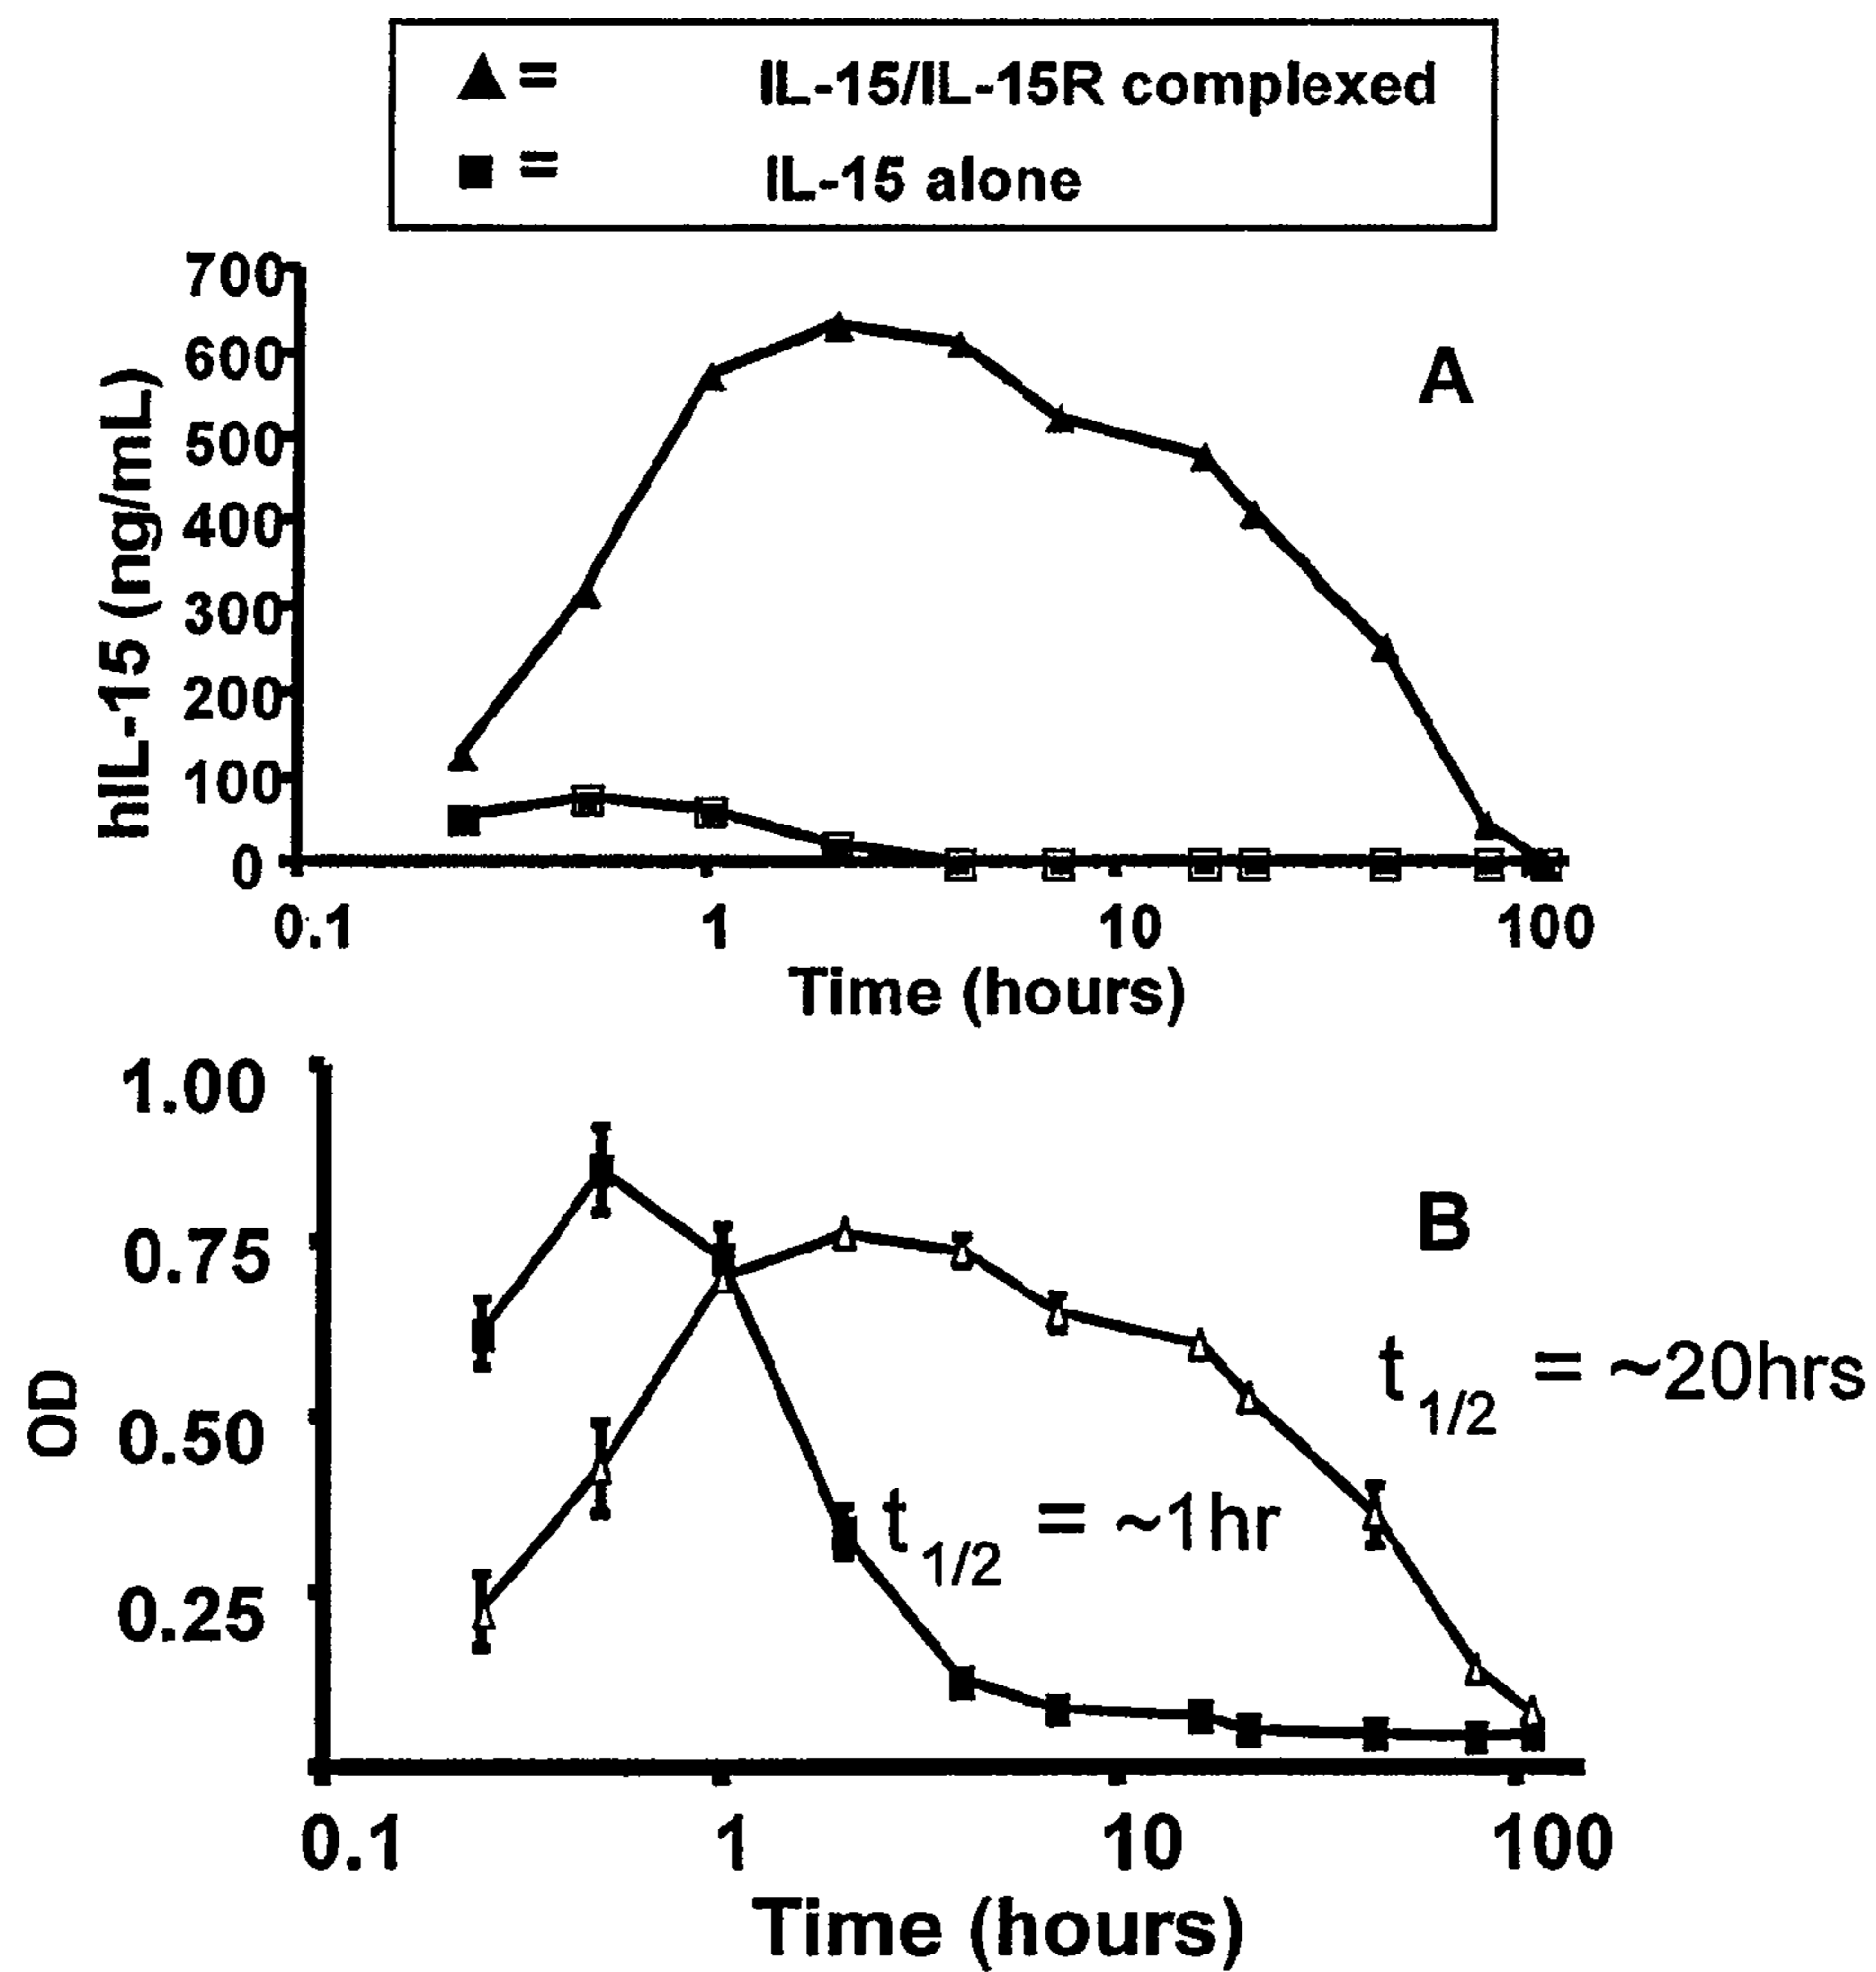 ▲ = IL-15/IL-15R complexed
■ = IL-15 alone
700
600
500
400
300
200
100
0
hIL-15 (ng/mL)
A
0.1 1 10 100
Time (hours)
1.00
0.75
0.50
0.25
OD
B
t1/2 = ~20hrs
t1/2 = ~1hr
0.1 1 10 100
Time (hours)